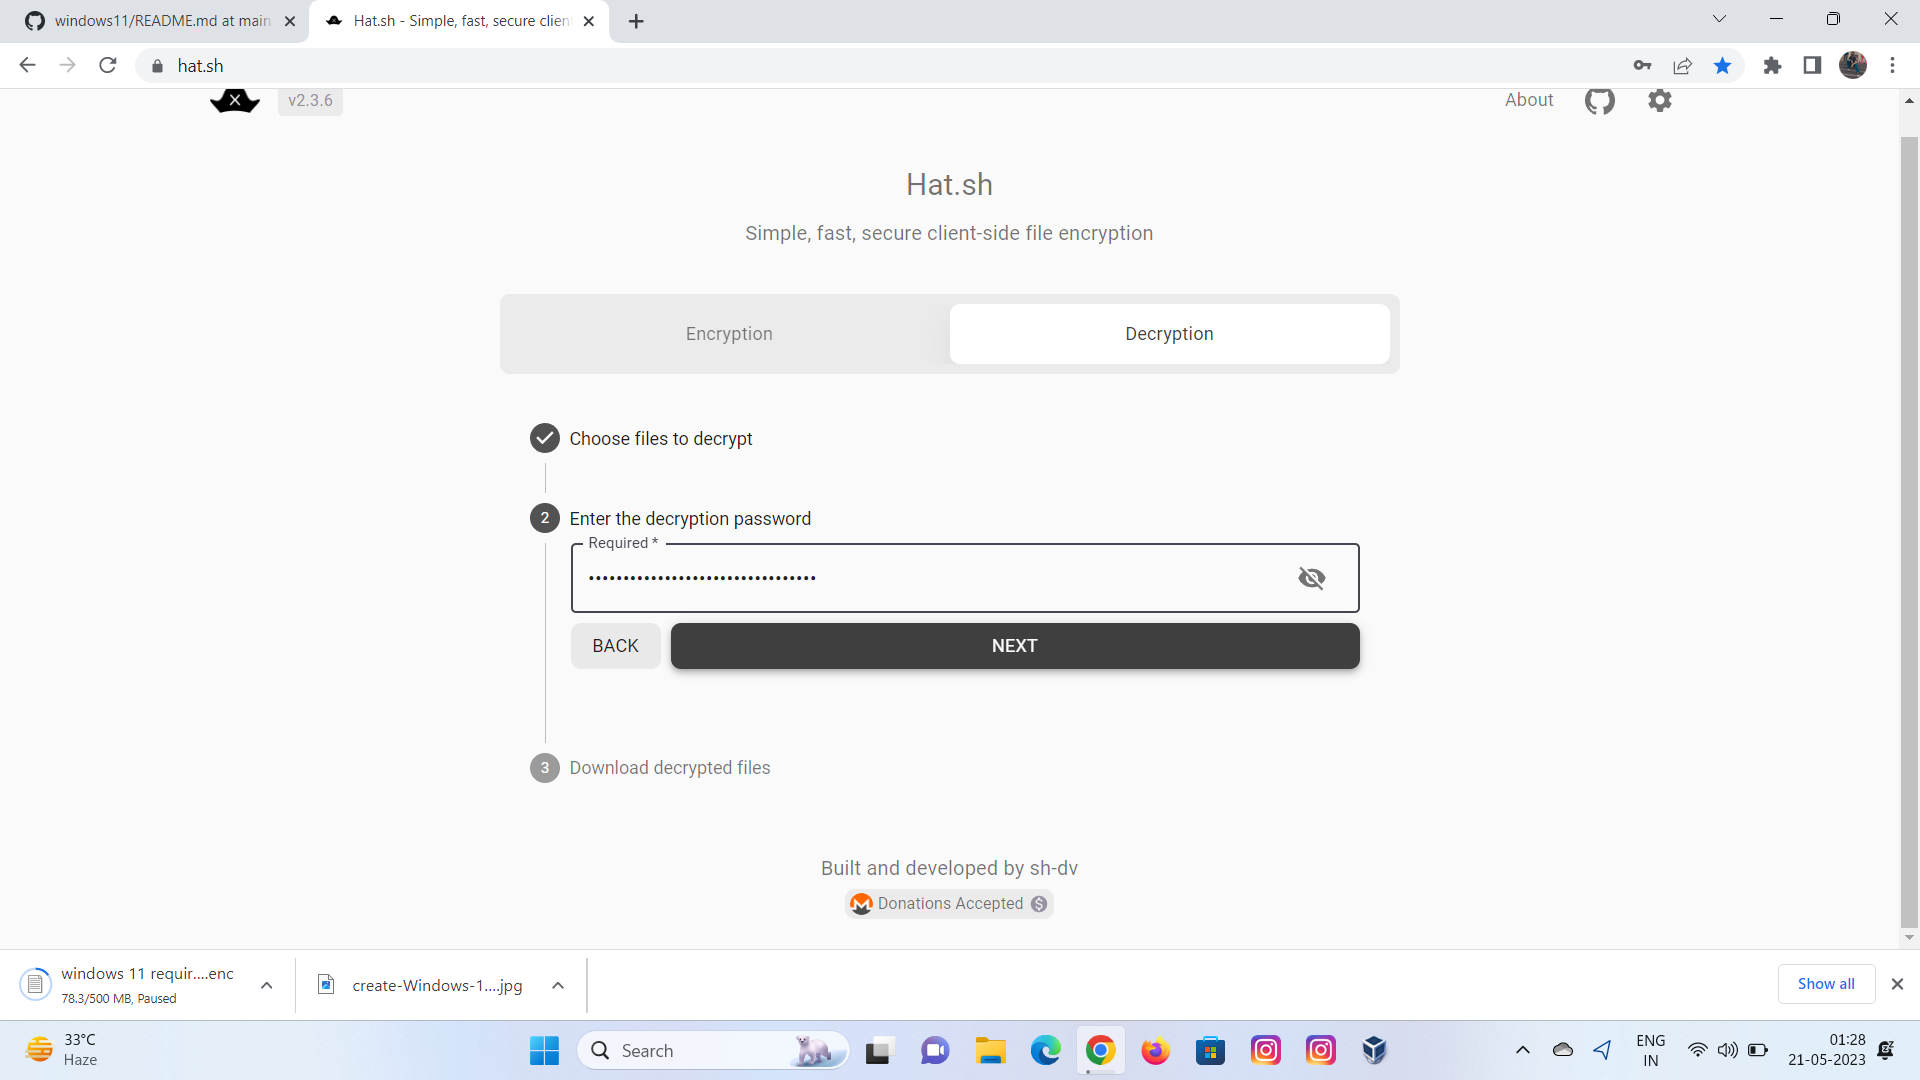 windows11/README.md at main
Hat.sh - Simple, fast, secure clien
hat.sh
v2.3.6
About
Hat.sh
Simple, fast, secure client-side file encryption
Encryption
Decryption
Choose files to decrypt
2
Enter the decryption password
Required *
••••••••••••••••••••••••••••••••
BACK
NEXT
3
Download decrypted files
Built and developed by sh-dv
Donations Accepted
windows 11 requir....enc
78.3/500 MB, Paused
create-Windows-1....jpg
Show all
33°C
Haze
Search
ENG
IN
01:28
21-05-2023